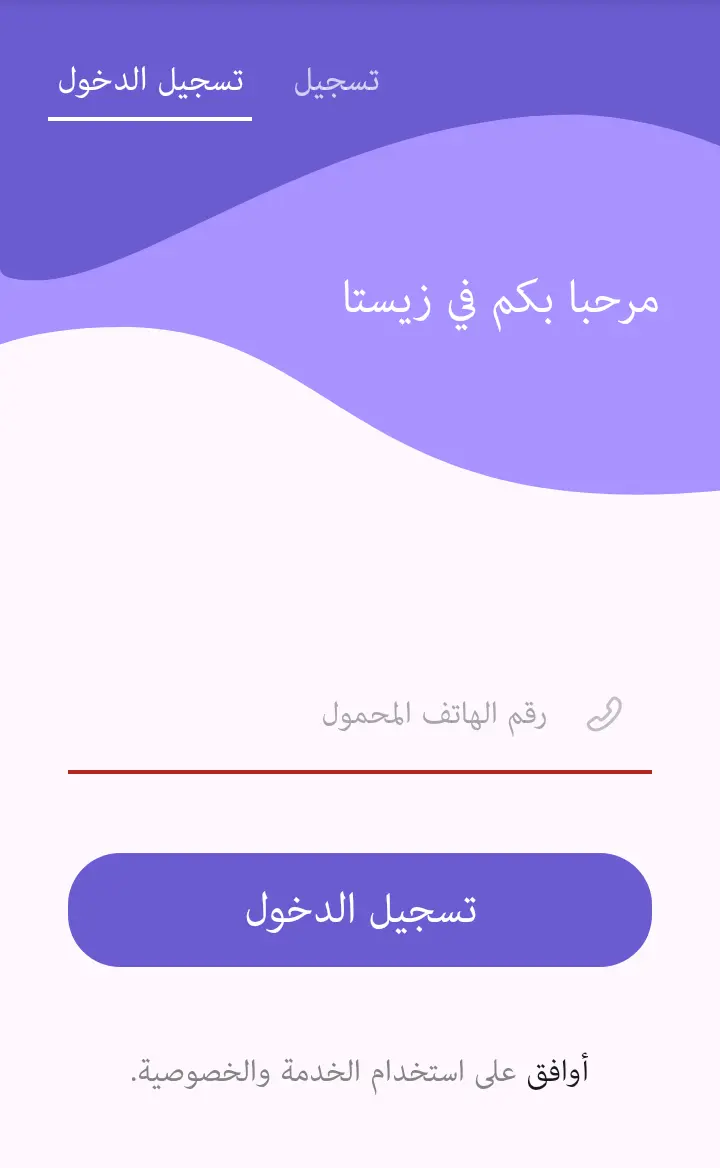 تسجيل الدخول
تسجيل
مرحبا بكم في زيستا
رقم الهاتف المحمول
تسجيل الدخول
أوافق على استخدام الخدمة والخصوصية.